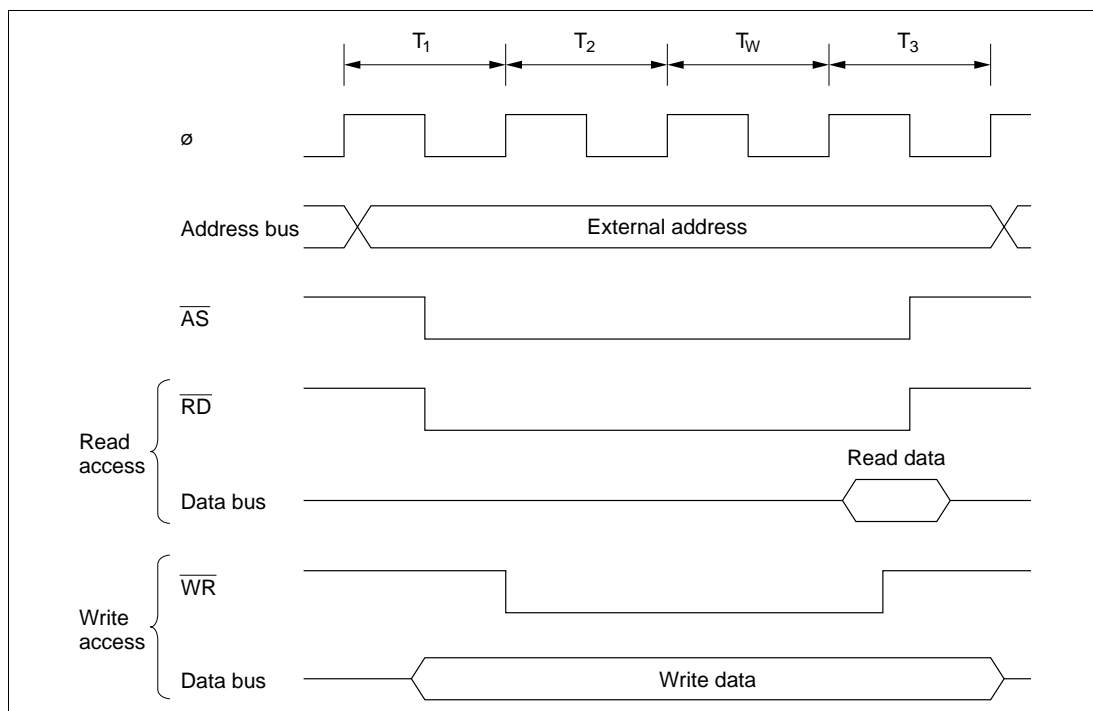 T1 T2 TW T3
ø
Address bus External address
AS
RD
Read data
Read
access
Data bus
WR
Write
access
Data bus Write data